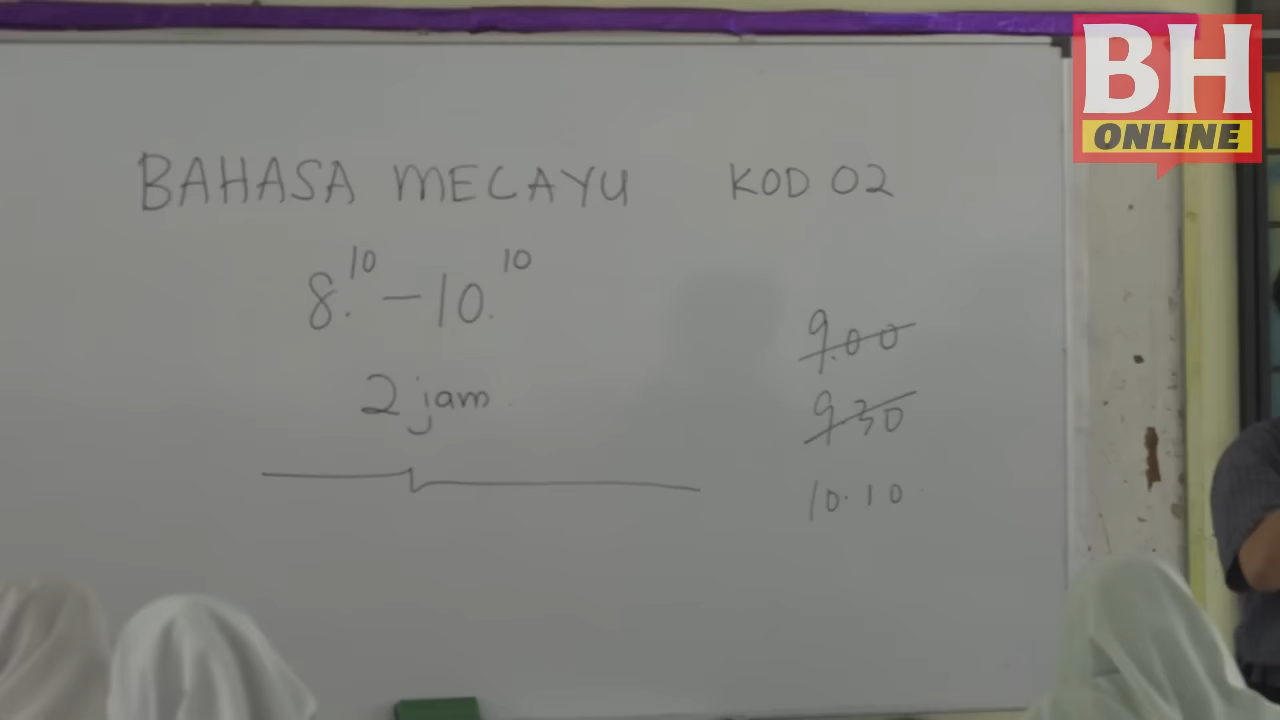 BAHASA MELAYU KOD 02
8.10 - 10.10
2 jam
9.00
9.30
10.10
BH
ONLINE